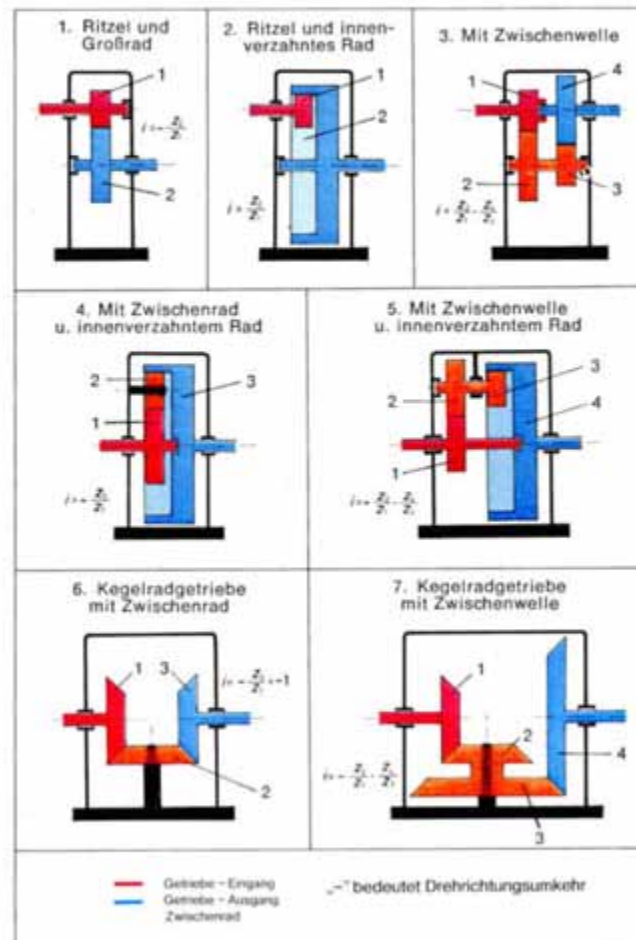 1. Ritzel und
Großrad
1
2
2. Ritzel und innen-
verzahntes Rad
1
2
3. Mit Zwischenwelle
1
4
2
3
4. Mit Zwischenrad
u. innenverzahntem Rad
2
3
1
5. Mit Zwischenwelle
u. innenverzahntem Rad
3
2
4
1
6. Kegelradgetriebe
mit Zwischenrad
1
3
2
7. Kegelradgetriebe
mit Zwischenwelle
1
2
4
3
Getriebe – Eingang
Getriebe – Ausgang
Zwischenrad
„–" bedeutet Drehrichtungsumkehr